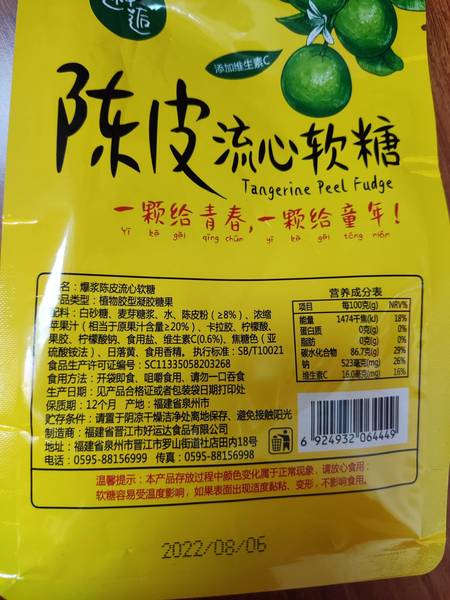 添加维生素C
陈皮流心软糖
Tangerine Peel Fudge
一颗给青春,一颗给童年!
yī kē gěi qīng chūn yī kē gěi tóng nián
名:爆浆陈皮流心软糖
品类型:植物胶型凝胶糖果
配料:白砂糖、麦芽糖浆、水、陈皮粉(≥8%)、浓缩
苹果汁(相当于原果汁含量≥20%)、卡拉胶、柠檬酸、
果胶、柠檬酸钠、食用盐、维生素C(0.6%)、焦糖色(亚
硫酸铵法)、日落黄、食用香精。 执行标准:SB/T10021
食品生产许可证编号:SC11335058203268
食用方法:开袋即食、咀嚼食用、请勿一口吞食
生产日期:见产品合格证或者包装袋日期打印处
保质期:12个月 产地:福建省泉州市
贮存条件:请置于阴凉干燥洁净处离地保存、避免接触阳光
制造商:福建省晋江市好运达食品有限公司
地址:福建省泉州市晋江市罗山街道社店田内18号
电话:0595-88156999 传真:0595-88156998
营养成分表
项目 每100克(g) NRV%
能量 1474千焦(kJ) 18%
蛋白质 0克(g) 0%
脂肪 0克(g) 0%
碳水化合物 86.7克(g) 29%
钠 523毫克(mg) 26%
维生素C 16.0毫克(mg) 16%
6 924932 064449
温馨提示:本产品存放过程中颜色变化属于正常现象,请放心食用;
软糖容易受温度影响,如果表面出现适度黏粘、变形,不影响食用。
2022/08/06